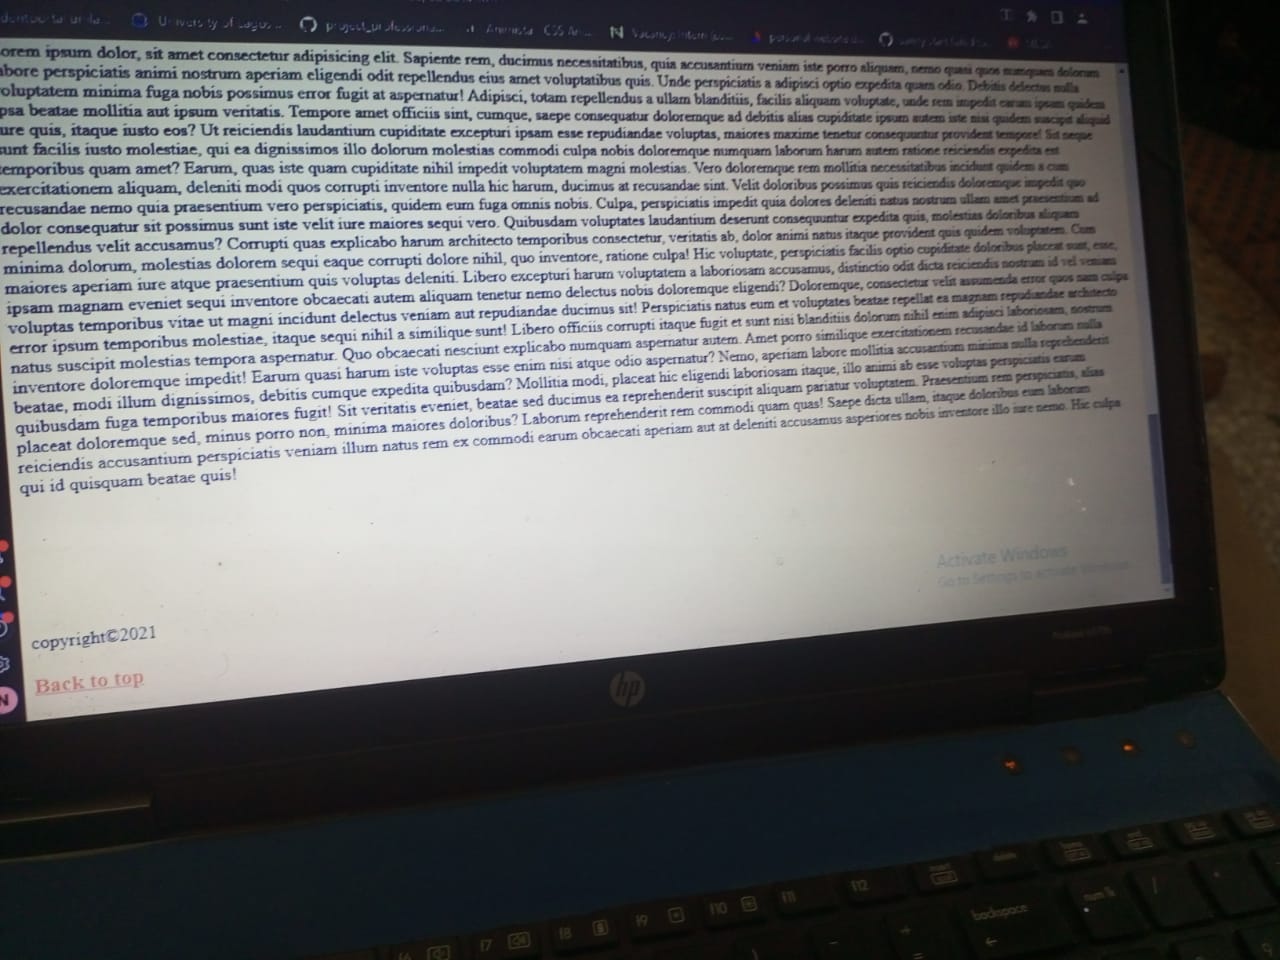 University of Lagos ...
project_professiona...
Animista CSS An...
orem ipsum dolor, sit amet consectetur adipisicing elit. Sapiente rem, ducimus necessitatibus, quia accusantium veniam iste porro aliquam, nemo quasi quos numquam dolorum
abore perspiciatis animi nostrum aperiam eligendi odit repellendus eius amet voluptatibus quis. Unde perspiciatis a adipisci optio expedita quam odio. Debitis delectus nulla
voluptatem minima fuga nobis possimus error fugit at aspernatur! Adipisci, totam repellendus a ullam blanditiis, facilis aliquam voluptate, unde rem impedit earum ipsam quidem
psa beatae mollitia aut ipsum veritatis. Tempore amet officiis sint, cumque, saepe consequatur doloremque ad debitis alias cupiditate ipsum autem iste nisi quidem suscipit aliquid
ure quis, itaque iusto eos? Ut reiciendis laudantium cupiditate excepturi ipsam esse repudiandae voluptas, maiores maxime tenetur consequuntur provident tempore! Sit neque
sunt facilis iusto molestiae, qui ea dignissimos illo dolorum molestias commodi culpa nobis doloremque numquam laborum harum autem ratione reiciendis expedita est
temporibus quam amet? Earum, quas iste quam cupiditate nihil impedit voluptatem magni molestias. Vero doloremque rem mollitia necessitatibus incidunt quidem a cum
exercitationem aliquam, deleniti modi quos corrupti inventore nulla hic harum, ducimus at recusandae sint. Velit doloribus possimus quis reiciendis doloremque impedit quo
recusandae nemo quia praesentium vero perspiciatis, quidem eum fuga omnis nobis. Culpa, perspiciatis impedit quia dolores deleniti natus nostrum ullam amet praesentium ad
dolor consequatur sit possimus sunt iste velit iure maiores sequi vero. Quibusdam voluptates laudantium deserunt consequuntur expedita quis, molestias doloribus aliquam
repellendus velit accusamus? Corrupti quas explicabo harum architecto temporibus consectetur, veritatis ab, dolor animi natus itaque provident quis quidem voluptatem. Cum
minima dolorum, molestias dolorem sequi eaque corrupti dolore nihil, quo inventore, ratione culpa! Hic voluptate, perspiciatis facilis optio cupiditate doloribus placeat sunt, esse,
maiores aperiam iure atque praesentium quis voluptas deleniti. Libero excepturi harum voluptatem a laboriosam accusamus, distinctio odit dicta reiciendis nostrum id vel veniam
ipsam magnam eveniet sequi inventore obcaecati autem aliquam tenetur nemo delectus nobis doloremque eligendi? Doloremque, consectetur velit assumenda error quos nam culpa
voluptas temporibus vitae ut magni incidunt delectus veniam aut repudiandae ducimus sit! Perspiciatis natus eum et voluptates beatae repellat ea magnam repudiandae architecto
error ipsum temporibus molestiae, itaque sequi nihil a similique sunt! Libero officiis corrupti itaque fugit et sunt nisi blanditiis dolorum nihil enim adipisci laboriosam, nostrum
natus suscipit molestias tempora aspernatur. Quo obcaecati nesciunt explicabo numquam aspernatur autem. Amet porro similique exercitationem recusandae id laborum nulla
inventore doloremque impedit! Earum quasi harum iste voluptas esse enim nisi atque odio aspernatur? Nemo, aperiam labore mollitia accusantium minima nulla reprehenderit
beatae, modi illum dignissimos, debitis cumque expedita quibusdam? Mollitia modi, placeat hic eligendi laboriosam itaque, illo animi ab esse voluptas perspiciatis earum
quibusdam fuga temporibus maiores fugit! Sit veritatis eveniet, beatae sed ducimus ea reprehenderit suscipit aliquam pariatur voluptatem. Praesentium rem perspiciatis, alias
placeat doloremque sed, minus porro non, minima maiores doloribus? Laborum reprehenderit rem commodi quam quas! Saepe dicta ullam, itaque doloribus eum laborum
reiciendis accusantium perspiciatis veniam illum natus rem ex commodi earum obcaecati aperiam aut at deleniti accusamus asperiores nobis inventore illo iure nemo. Hic culpa
qui id quisquam beatae quis!
Activate Windows
Go to Settings to activate Windows.
copyright©2021
Back to top
N
hp
f7 f8 f9 f10 f11 f12 insert delete
backspace
num lk